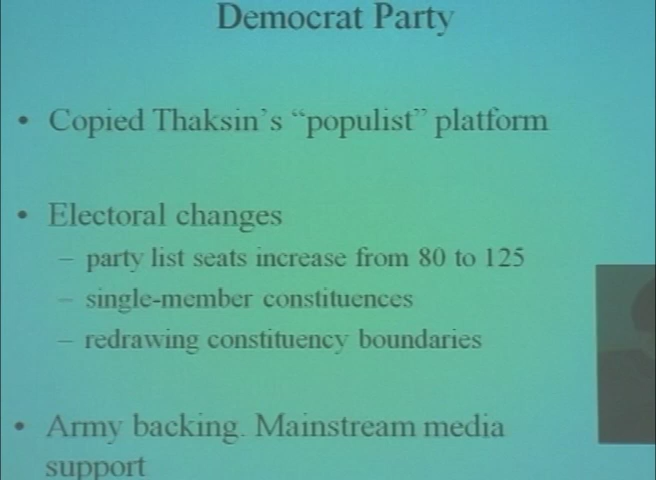 Democrat Party
• Copied Thaksin's “populist” platform
• Electoral changes
– party list seats increase from 80 to 125
– single-member constituences
– redrawing constituency boundaries
• Army backing. Mainstream media
support